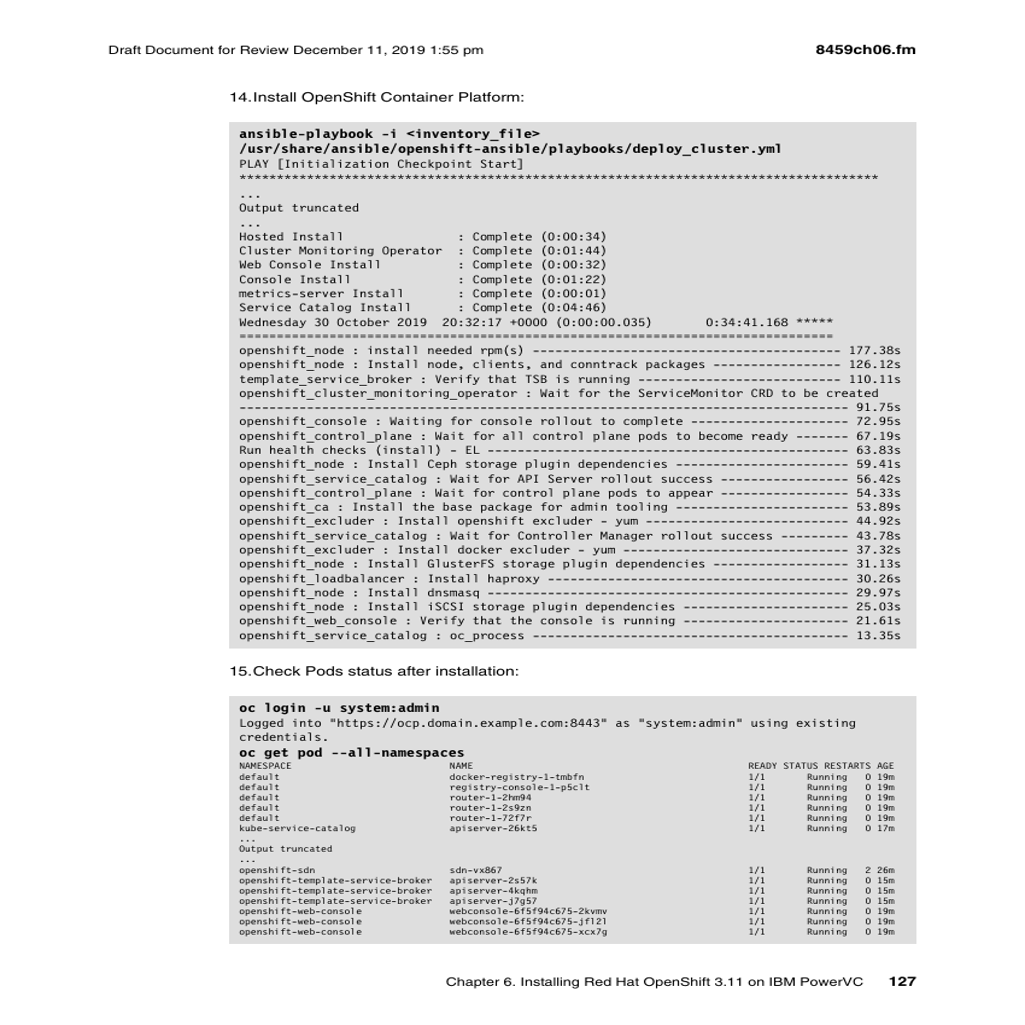 Draft Document for Review December 11, 2019 1:55 pm
8459ch06.fm
14.Install OpenShift Container Platform:
ansible-playbook -i <inventory_file>
/usr/share/ansible/openshift-ansible/playbooks/deploy_cluster.yml
PLAY [Initialization Checkpoint Start]
*************************************************************************************
...
Output truncated
...
Hosted Install : Complete (0:00:34)
Cluster Monitoring Operator : Complete (0:01:44)
Web Console Install : Complete (0:00:32)
Console Install : Complete (0:01:22)
metrics-server Install : Complete (0:00:01)
Service Catalog Install : Complete (0:04:46)
Wednesday 30 October 2019 20:32:17 +0000 (0:00:00.035) 0:34:41.168 *****
===============================================================================
openshift_node : install needed rpm(s) ----------------------------------------- 177.38s
openshift_node : Install node, clients, and conntrack packages ----------------- 126.12s
template_service_broker : Verify that TSB is running --------------------------- 110.11s
openshift_cluster_monitoring_operator : Wait for the ServiceMonitor CRD to be created
--------------------------------------------------------------------------------- 91.75s
openshift_console : Waiting for console rollout to complete --------------------- 72.95s
openshift_control_plane : Wait for all control plane pods to become ready ------- 67.19s
Run health checks (install) - EL ------------------------------------------------ 63.83s
openshift_node : Install Ceph storage plugin dependencies ----------------------- 59.41s
openshift_service_catalog : Wait for API Server rollout success ----------------- 56.42s
openshift_control_plane : Wait for control plane pods to appear ----------------- 54.33s
openshift_ca : Install the base package for admin tooling ----------------------- 53.89s
openshift_excluder : Install openshift excluder - yum --------------------------- 44.92s
openshift_service_catalog : Wait for Controller Manager rollout success --------- 43.78s
openshift_excluder : Install docker excluder - yum ------------------------------ 37.32s
openshift_node : Install GlusterFS storage plugin dependencies ------------------ 31.13s
openshift_loadbalancer : Install haproxy ---------------------------------------- 30.26s
openshift_node : Install dnsmasq ------------------------------------------------ 29.97s
openshift_node : Install iSCSI storage plugin dependencies ---------------------- 25.03s
openshift_web_console : Verify that the console is running ---------------------- 21.61s
openshift_service_catalog : oc_process ------------------------------------------ 13.35s
15.Check Pods status after installation:
oc login -u system:admin
Logged into "https://ocp.domain.example.com:8443" as "system:admin" using existing
credentials.
oc get pod --all-namespaces
NAMESPACE NAME READY STATUS RESTARTS AGE
default docker-registry-1-tmbfn 1/1 Running 0 19m
default registry-console-1-p5clt 1/1 Running 0 19m
default router-1-2hm94 1/1 Running 0 19m
default router-1-2s9zn 1/1 Running 0 19m
default router-1-72f7r 1/1 Running 0 19m
kube-service-catalog apiserver-26kt5 1/1 Running 0 17m
...
Output truncated
...
openshift-sdn sdn-vx867 1/1 Running 2 26m
openshift-template-service-broker apiserver-2s57k 1/1 Running 0 15m
openshift-template-service-broker apiserver-4kqhm 1/1 Running 0 15m
openshift-template-service-broker apiserver-j7g57 1/1 Running 0 15m
openshift-web-console webconsole-6f5f94c675-2kvmv 1/1 Running 0 19m
openshift-web-console webconsole-6f5f94c675-jfl2l 1/1 Running 0 19m
openshift-web-console webconsole-6f5f94c675-xcx7g 1/1 Running 0 19m
Chapter 6. Installing Red Hat OpenShift 3.11 on IBM PowerVC 127